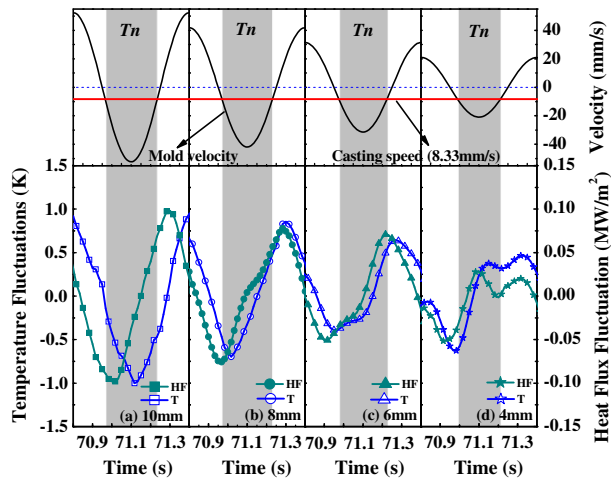 Tn Tn Tn Tn
40
20
0
-20
-40
Velocity (mm/s)
Mold velocity
Casting speed (8.33mm/s)
1.5
1.0
0.5
0.0
-0.5
-1.0
-1.5
Temperature Fluctuations (K)
0.15
0.10
0.05
0.00
-0.05
-0.10
-0.15
Heat Flux Fluctuation (MW/m²)
HF HF HF HF
T T T T
(a) 10mm (b) 8mm (c) 6mm (d) 4mm
70.9 71.1 71.3 70.9 71.1 71.3 70.9 71.1 71.3 70.9 71.1 71.3
Time (s) Time (s) Time (s) Time (s)